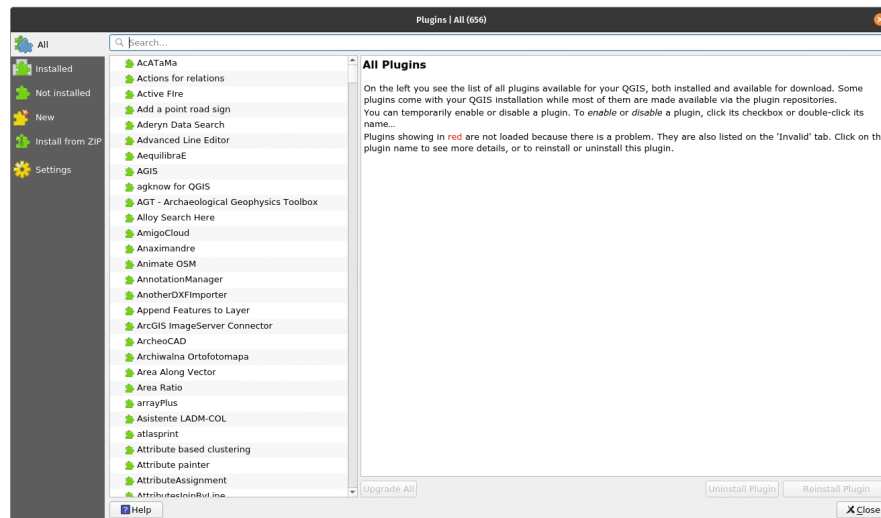 Plugins | All (656)
All
Installed
Not installed
New
Install from ZIP
Settings
Search...
AcATaMa
Actions for relations
Active FIre
Add a point road sign
Aderyn Data Search
Advanced Line Editor
AequilibraE
AGIS
agknow for QGIS
AGT - Archaeological Geophysics Toolbox
Alloy Search Here
AmigoCloud
Anaximandre
Animate OSM
AnnotationManager
AnotherDXFImporter
Append Features to Layer
ArcGIS ImageServer Connector
ArcheoCAD
Archiwalna Ortofotomapa
Area Along Vector
Area Ratio
arrayPlus
Asistente LADM-COL
atlasprint
Attribute based clustering
Attribute painter
AttributeAssignment
AttributesJoinByLine
All Plugins
On the left you see the list of all plugins available for your QGIS, both installed and available for download. Some
plugins come with your QGIS installation while most of them are made available via the plugin repositories.
You can temporarily enable or disable a plugin. To enable or disable a plugin, click its checkbox or double-click its
name...
Plugins showing in red are not loaded because there is a problem. They are also listed on the 'Invalid' tab. Click on th
plugin name to see more details, or to reinstall or uninstall this plugin.
Upgrade All
Uninstall Plugin
Reinstall Plugin
Help
Close